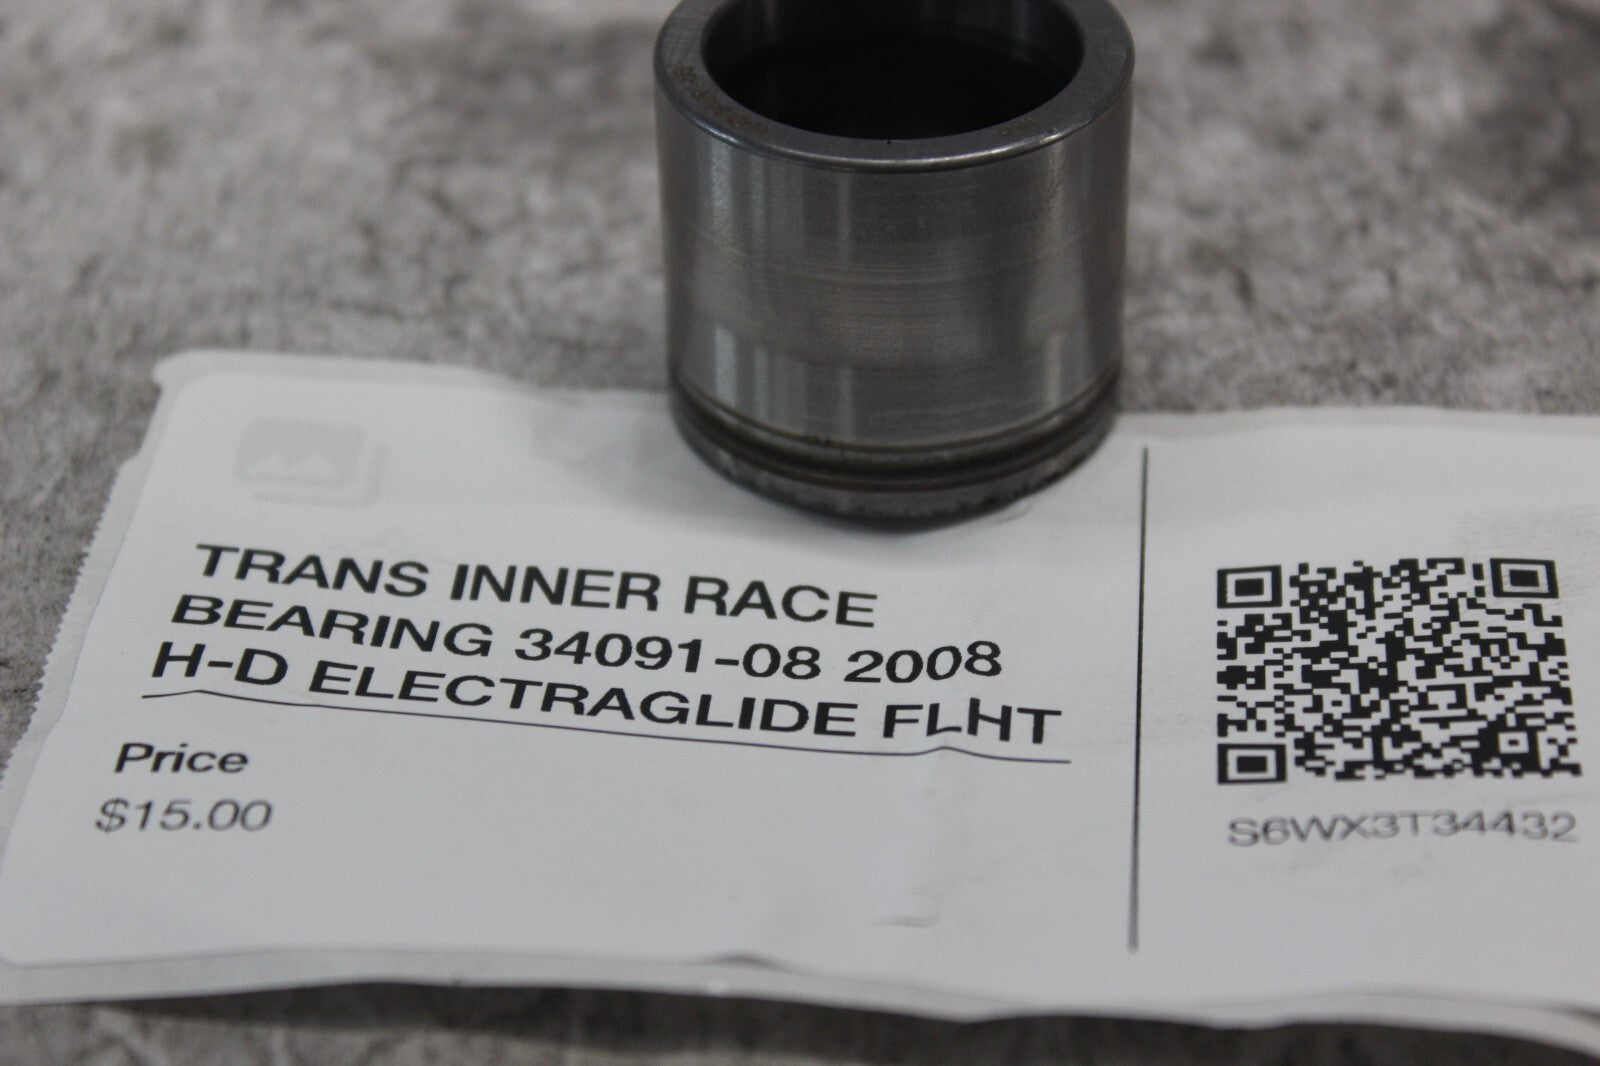 TRANS INNER RACE
BEARING 34091-08 2008
H-D ELECTRAGLIDE FLHT
Price
$15.00
S6WX3T34432